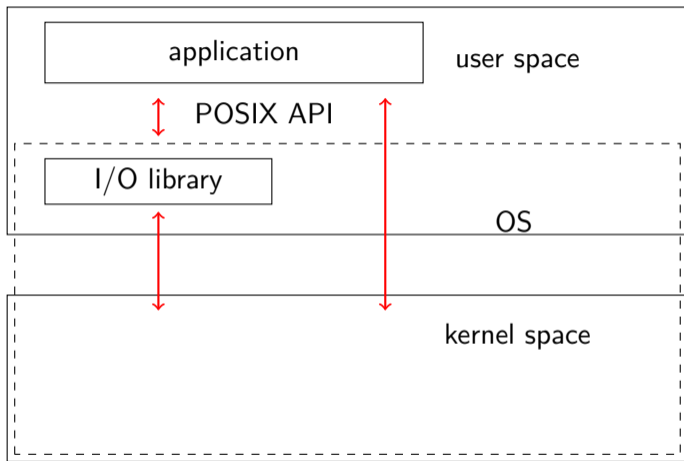 application
user space
POSIX API
I/O library
OS
kernel space